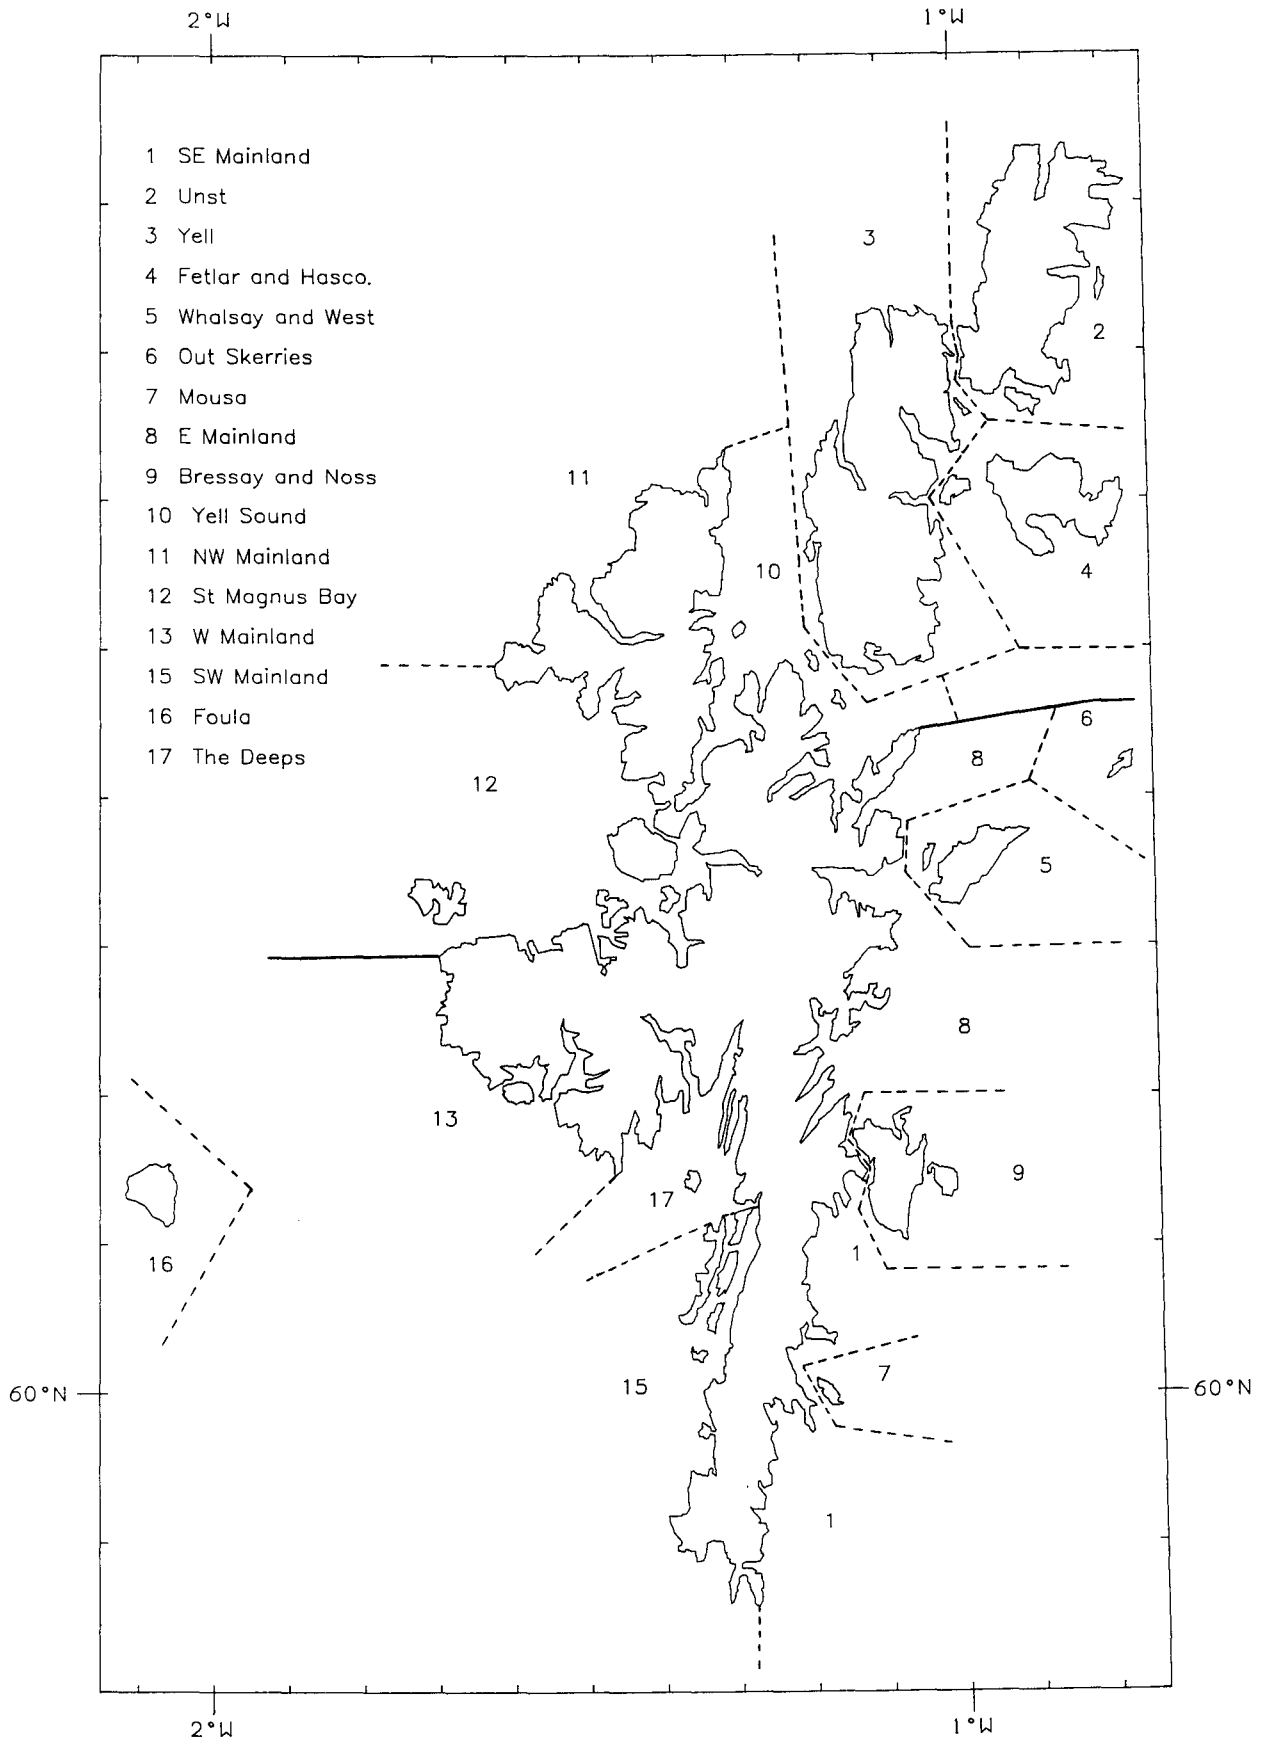 2°W 1°W
1 SE Mainland
2 Unst
3 Yell
4 Fetlar and Hasco.
5 Whalsay and West
6 Out Skerries
7 Mousa
8 E Mainland
9 Bressay and Noss
10 Yell Sound
11 NW Mainland
12 St Magnus Bay
13 W Mainland
15 SW Mainland
16 Foula
17 The Deeps
3
2
11
10
4
6
8
12
5
8
13
9
17
1
16
7
15
60°N 60°N
1
2°W 1°W